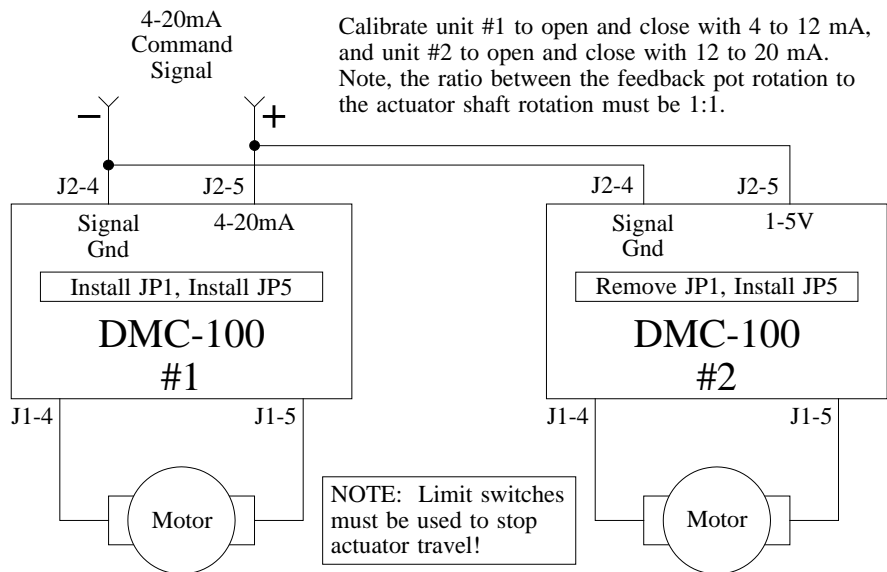 4-20mA
Command
Signal
Calibrate unit #1 to open and close with 4 to 12 mA,
and unit #2 to open and close with 12 to 20 mA.
Note, the ratio between the feedback pot rotation to
the actuator shaft rotation must be 1:1.
− +
J2-4 J2-5
Signal
Gnd
4-20mA
Install JP1, Install JP5
DMC-100
#1
J1-4 J1-5
Motor
J2-4 J2-5
Signal
Gnd
1-5V
Remove JP1, Install JP5
DMC-100
#2
J1-4 J1-5
Motor
NOTE: Limit switches
must be used to stop
actuator travel!